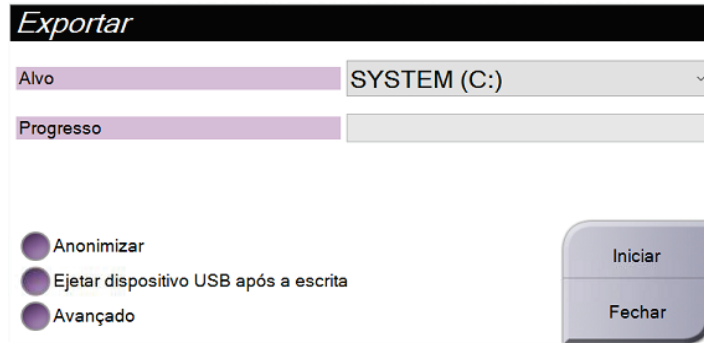 Exportar
Alvo
SYSTEM (C:)
Progresso
Anonimizar
Ejetar dispositivo USB após a escrita
Avançado
Iniciar
Fechar